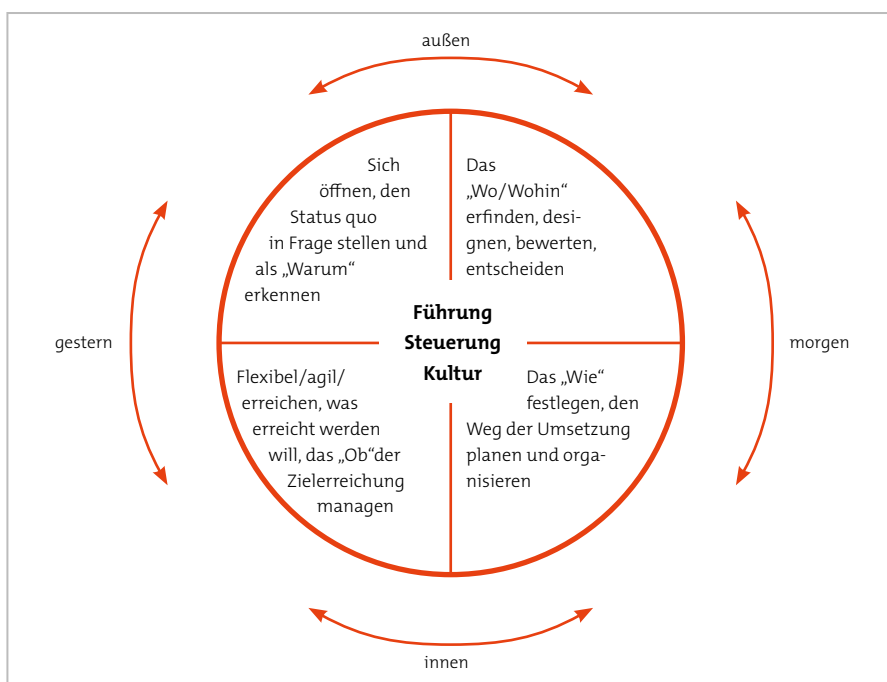 außen
Sich
öffnen, den
Status quo
in Frage stellen und
als „Warum“
erkennen
Das
„Wo/Wohin“
erfinden, desi-
gnen, bewerten,
entscheiden
gestern
Führung
Steuerung
Kultur
morgen
Flexibel/agil/
erreichen, was
erreicht werden
will, das „Ob“der
Zielerreichung
managen
Das „Wie“
festlegen, den
Weg der Umsetzung
planen und orga-
nisieren
innen